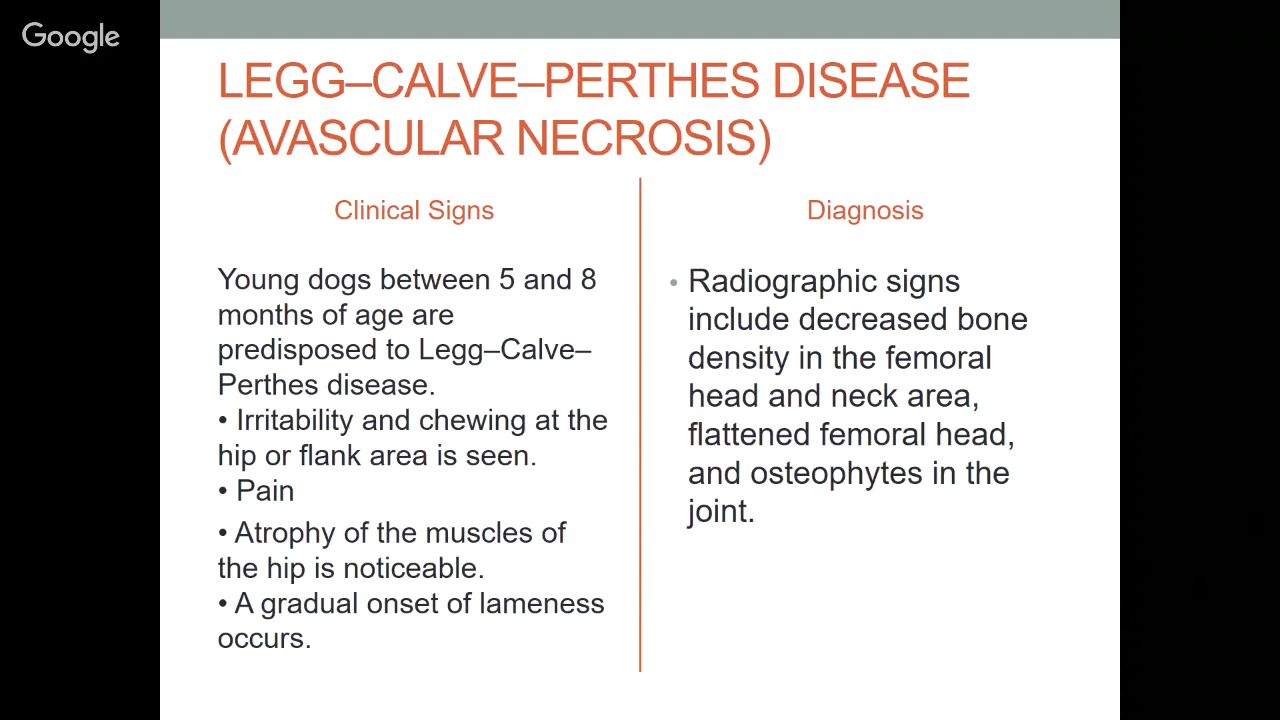 Google
LEGG–CALVE–PERTHES DISEASE
(AVASCULAR NECROSIS)
Clinical Signs
Young dogs between 5 and 8
months of age are
predisposed to Legg–Calve–
Perthes disease.
• Irritability and chewing at the
hip or flank area is seen.
• Pain
• Atrophy of the muscles of
the hip is noticeable.
• A gradual onset of lameness
occurs.
Diagnosis
• Radiographic signs
include decreased bone
density in the femoral
head and neck area,
flattened femoral head,
and osteophytes in the
joint.